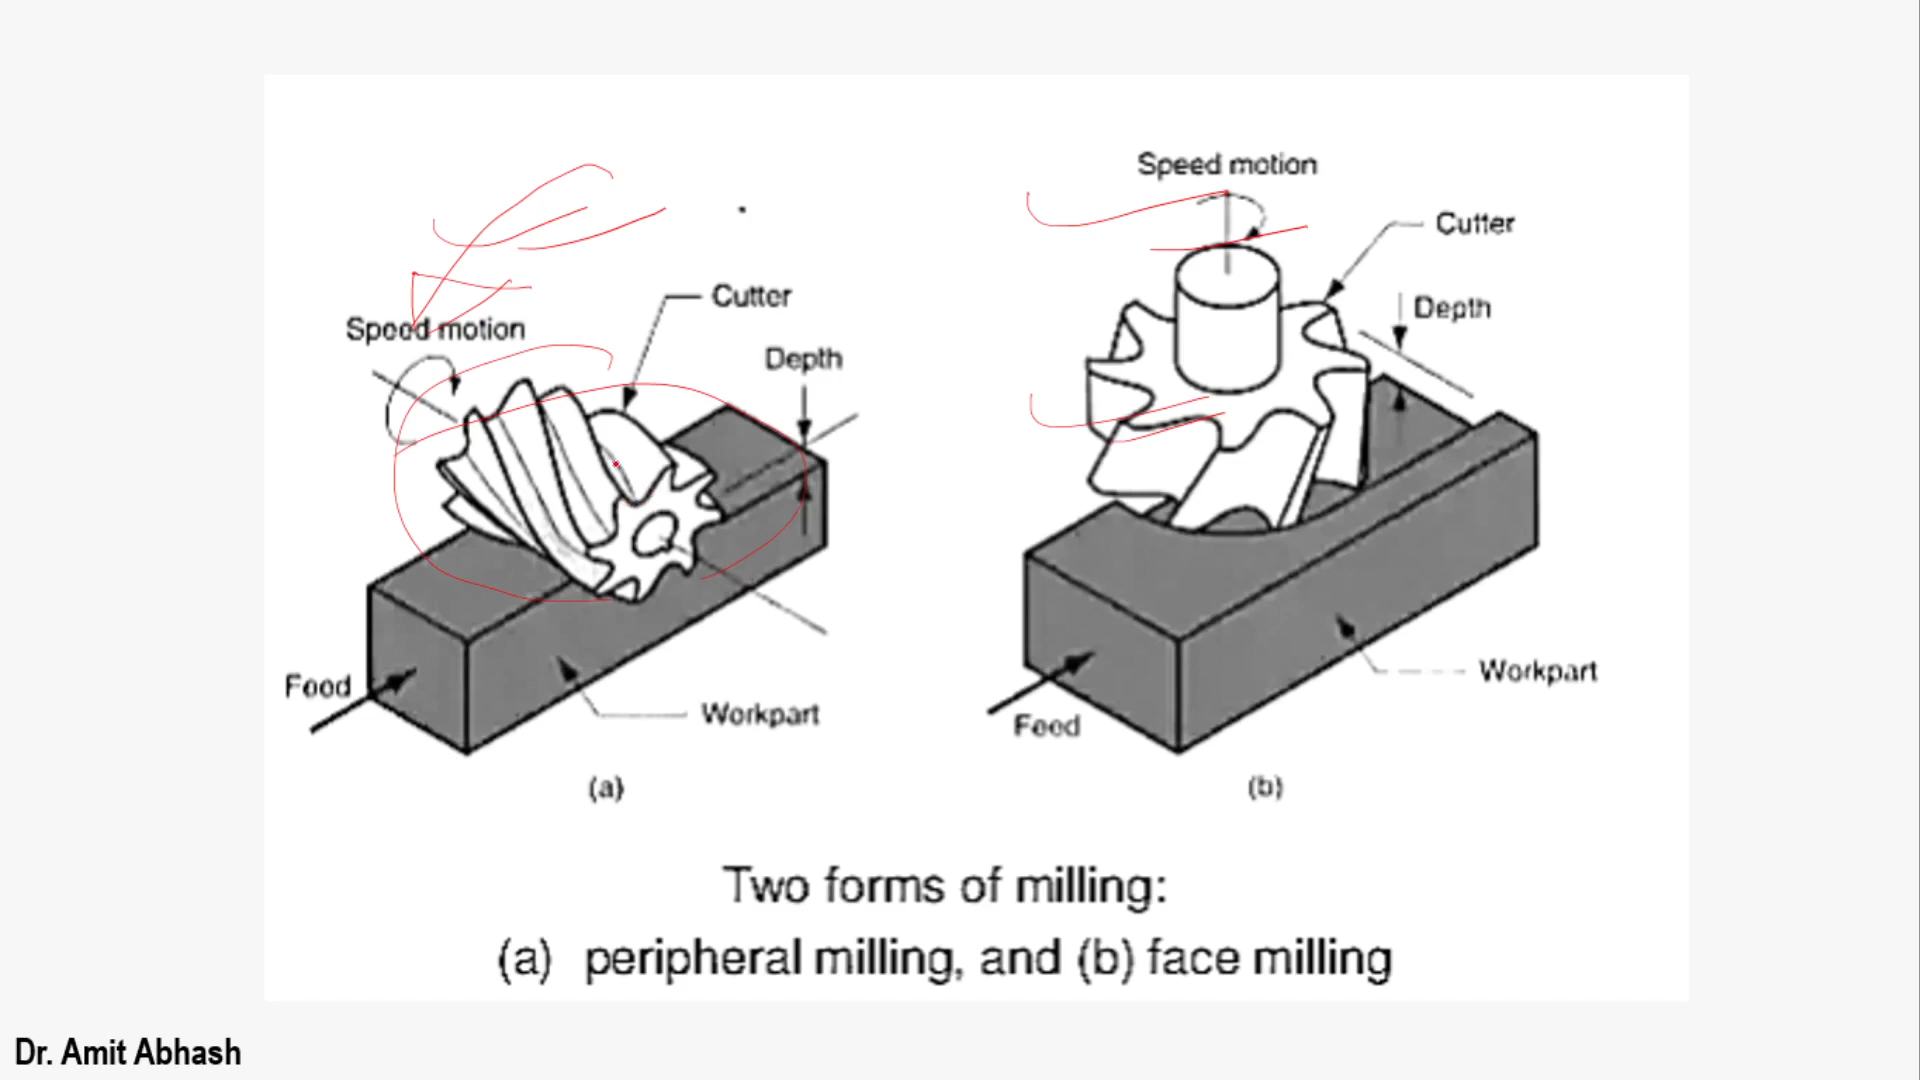 Speed motion
Cutter
Depth
Feed
Workpart
(a)
Speed motion
Cutter
Depth
Feed
Workpart
(b)
Two forms of milling:
(a) peripheral milling, and (b) face milling
Dr. Amit Abhash